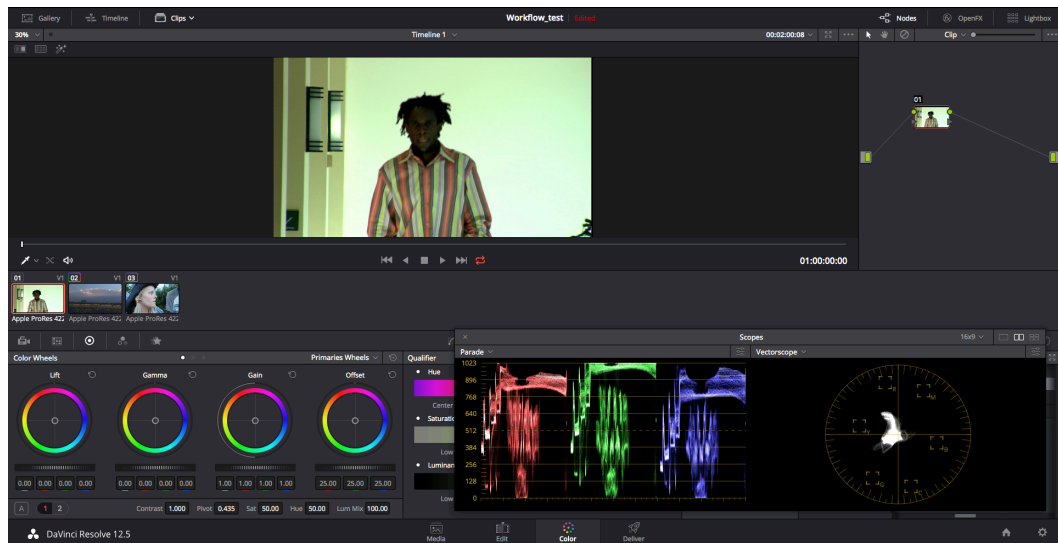 Gallery Timeline Clips Workflow_test Edited Nodes OpenFX Lightbox
30% Timeline 1 00:02:00:08 Clip
01
01:00:00:00
01 V1 02 V1 03 V1
Apple ProRes 422 Apple ProRes 422 Apple ProRes 422
Scopes 16x9
Color Wheels Primaries Wheels Qualifier Parade Vectorscope
Lift Gamma Gain Offset Hue
Center
Saturatio
Low
Luminan
Low
1023
896
768
640
512
384
256
128
0
R
M
Y
B
G
C
0.00 0.00 0.00 0.00 0.00 0.00 0.00 0.00 1.00 1.00 1.00 1.00 25.00 25.00 25.00
A 1 2 Contrast 1.000 Pivot 0.435 Sat 50.00 Hue 50.00 Lum Mix 100.00
DaVinci Resolve 12.5 Media Edit Color Deliver